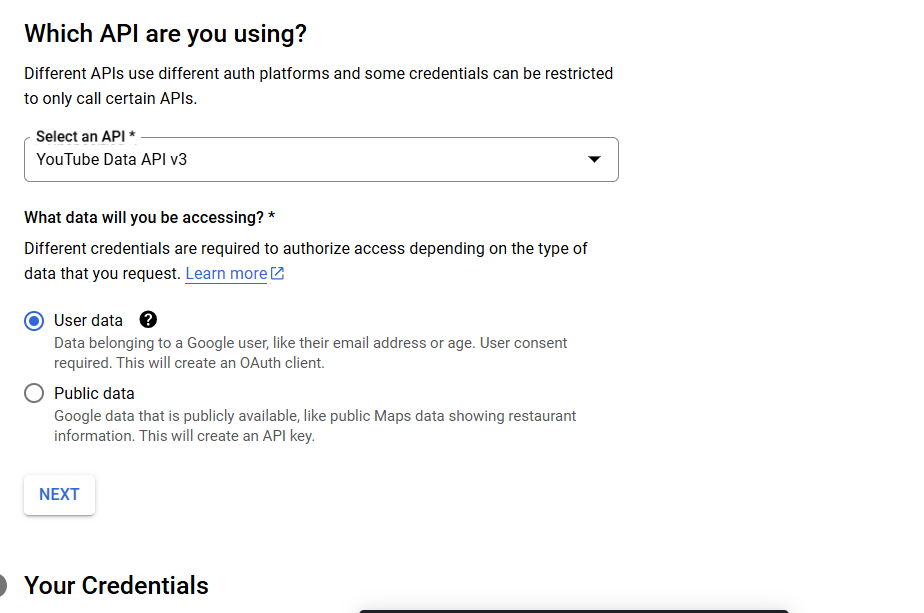 Which API are you using?
Different APIs use different auth platforms and some credentials can be restricted
to only call certain APIs.
Select an API *
YouTube Data API v3
What data will you be accessing? *
Different credentials are required to authorize access depending on the type of
data that you request. Learn more
User data
Data belonging to a Google user, like their email address or age. User consent
required. This will create an OAuth client.
Public data
Google data that is publicly available, like public Maps data showing restaurant
information. This will create an API key.
NEXT
Your Credentials